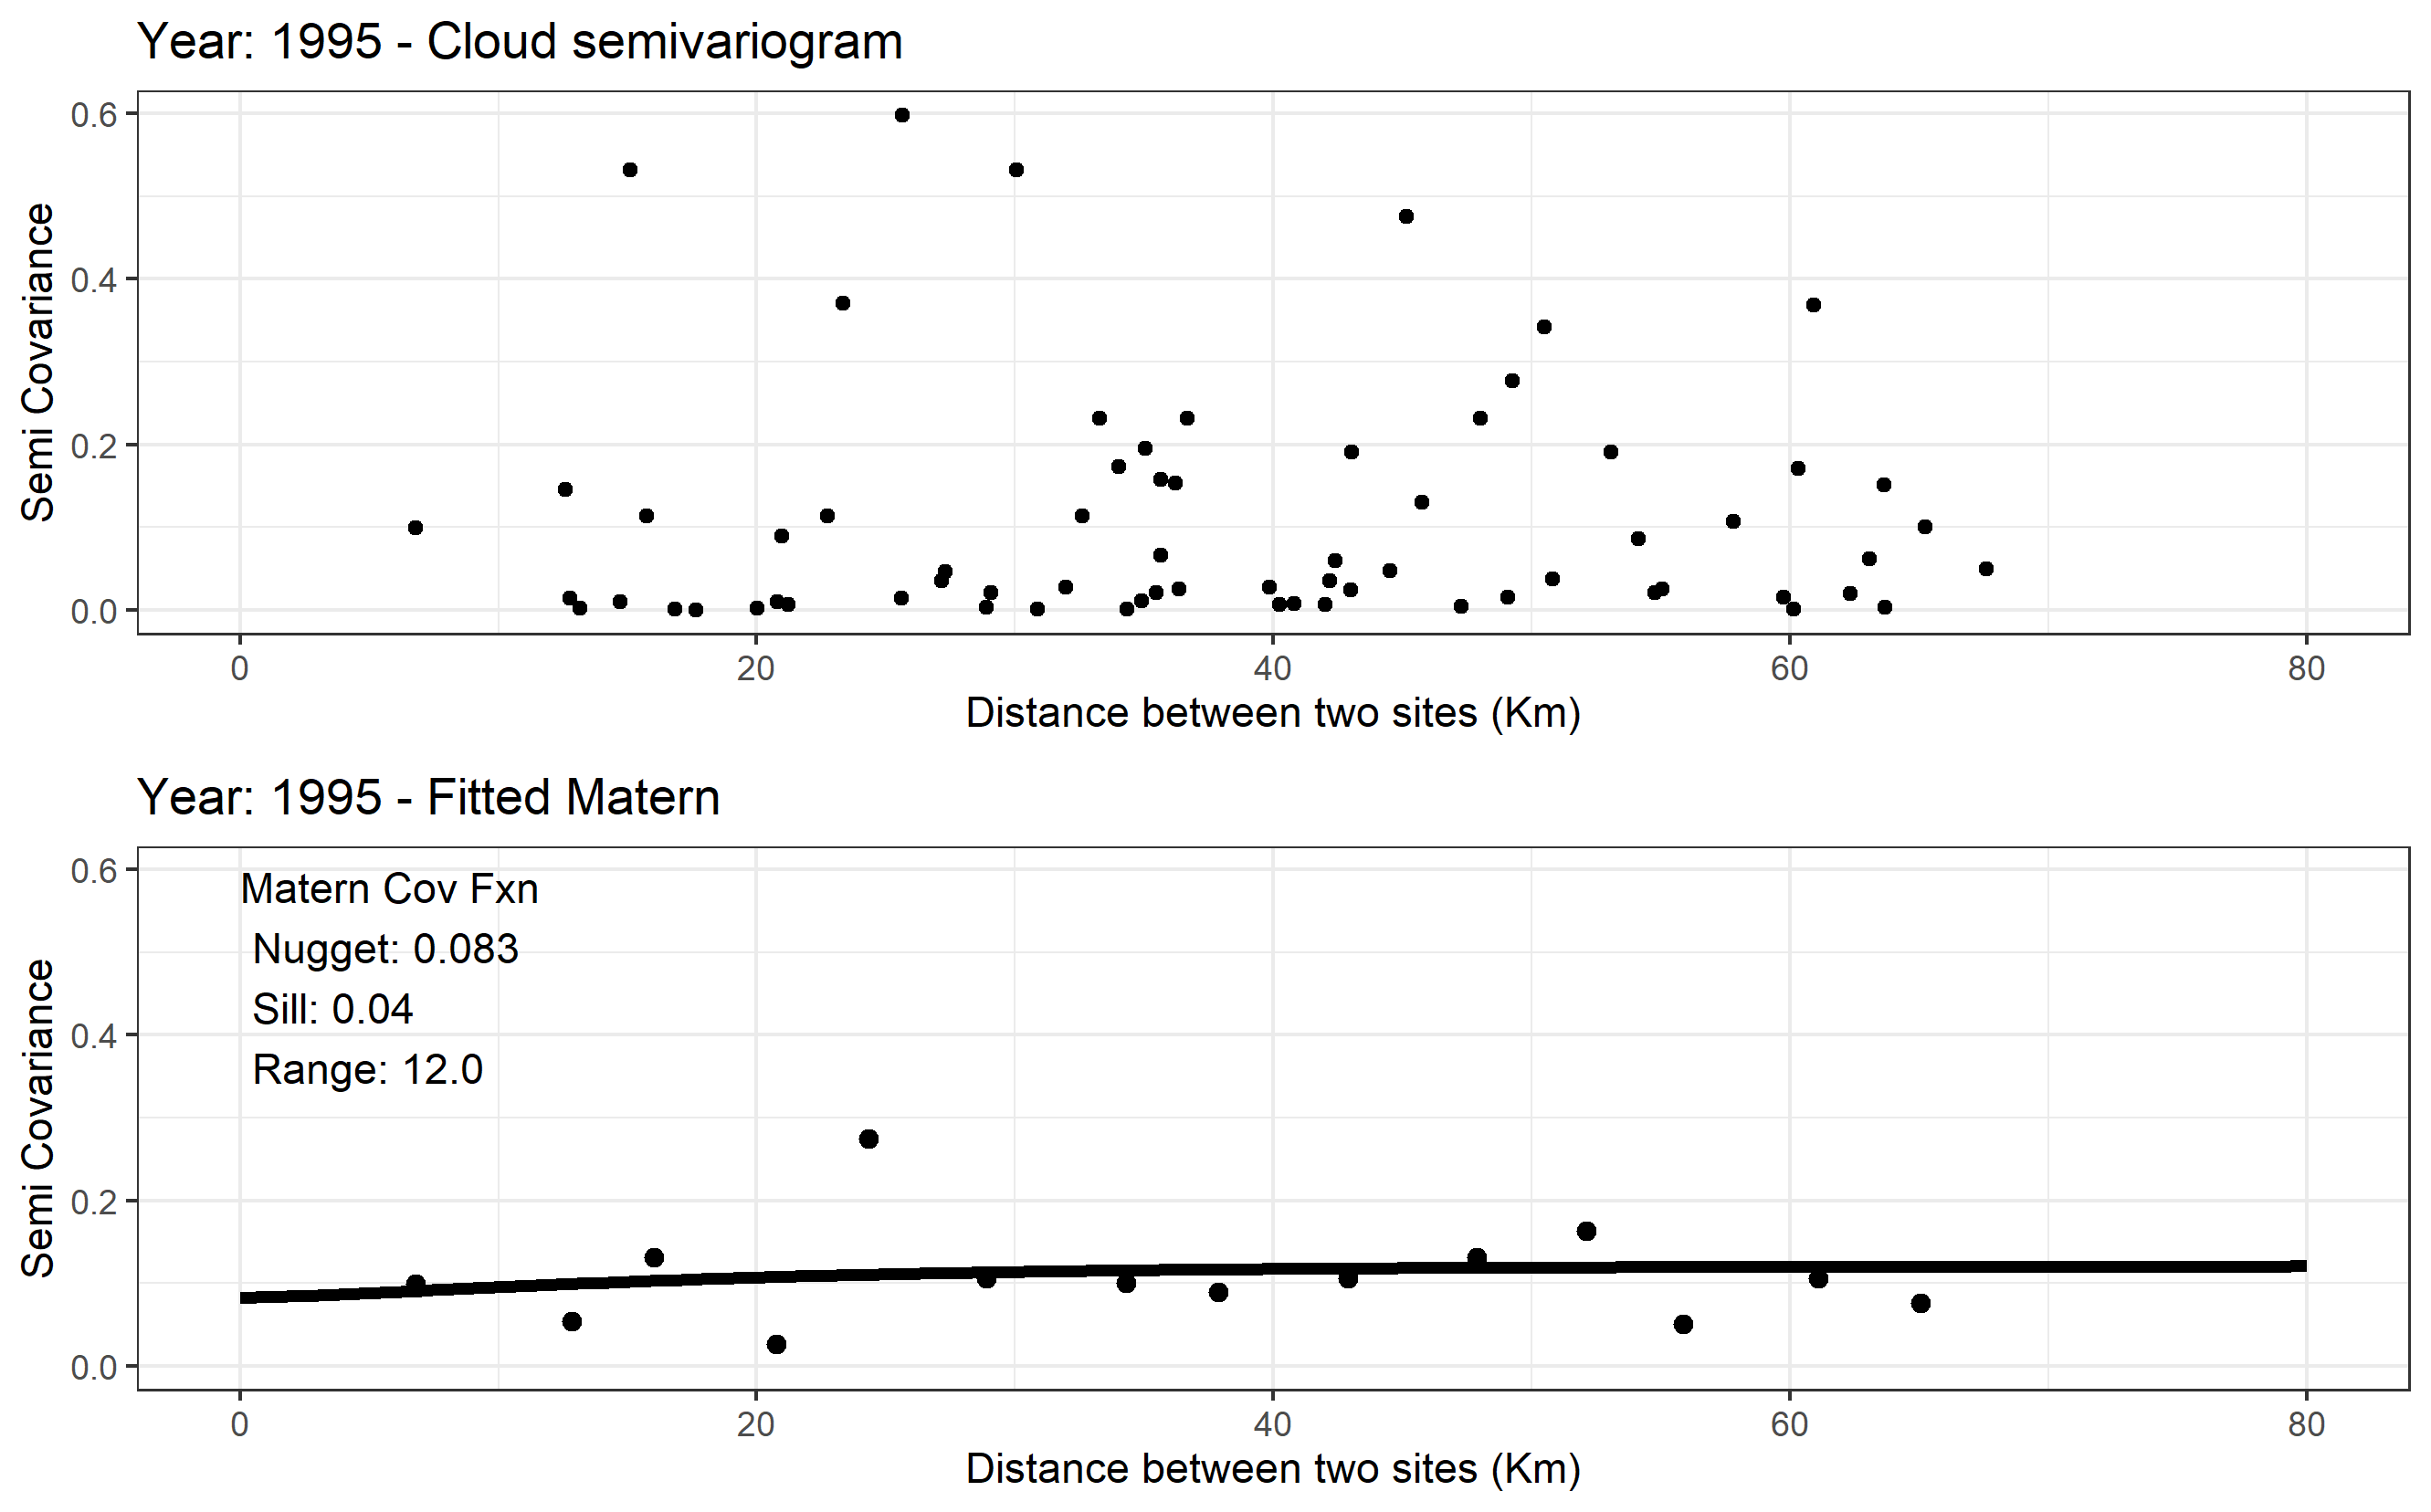 Year: 1995 - Cloud semivariogram
0.6
0.4
0.2
0.0
Semi Covariance
0 20 40 60 80
Distance between two sites (Km)
Year: 1995 - Fitted Matern
0.6
0.4
0.2
0.0
Semi Covariance
Matern Cov Fxn
Nugget: 0.083
Sill: 0.04
Range: 12.0
0 20 40 60 80
Distance between two sites (Km)